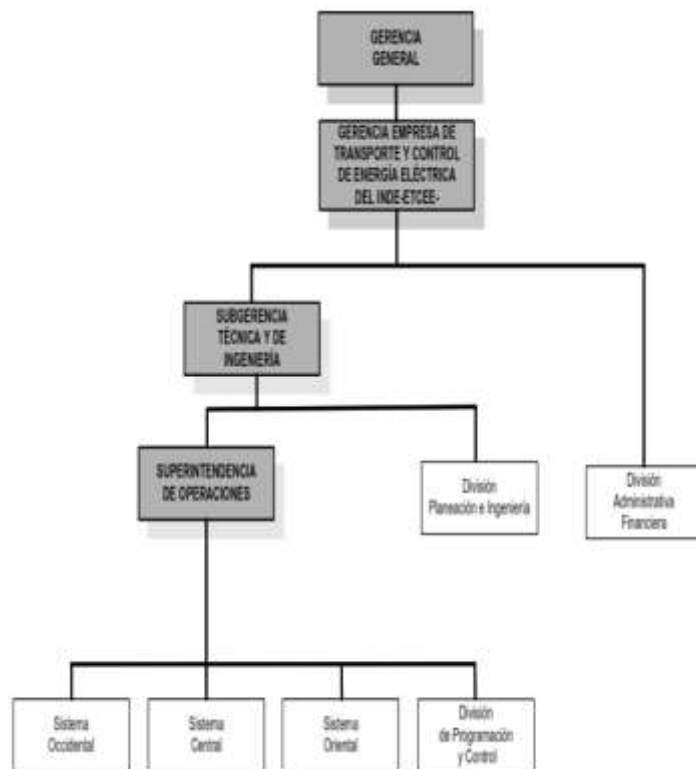 GERENCIA
GENERAL
GERENCIA EMPRESA DE
TRANSPORTE Y CONTROL
DE ENERGÍA ELÉCTRICA
DEL INDE-ETCEE-
SUBGERENCIA
TÉCNICA Y DE
INGENIERÍA
SUPERINTENDENCIA
DE OPERACIONES
División
Planeación e Ingeniería
División
Administrativa
Financiera
Sistema
Occidental
Sistema
Central
Sistema
Oriental
División
de Programación
y Control